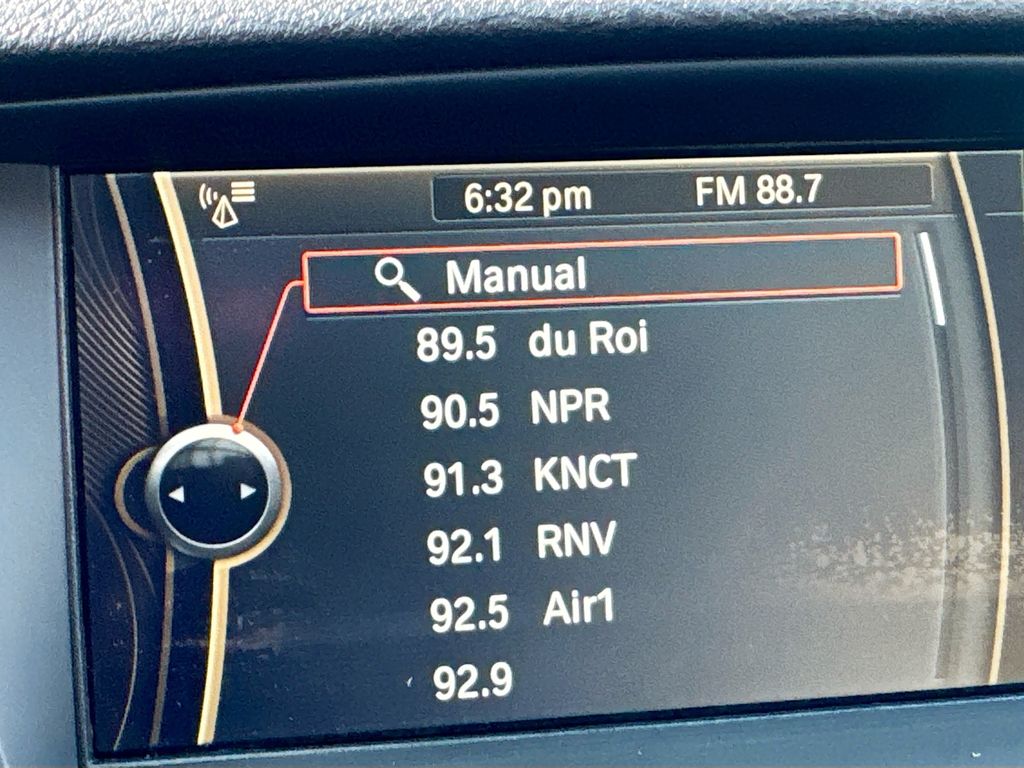 6:32 pm FM 88.7
Manual
89.5 du Roi
90.5 NPR
91.3 KNCT
92.1 RNV
92.5 Air1
92.9